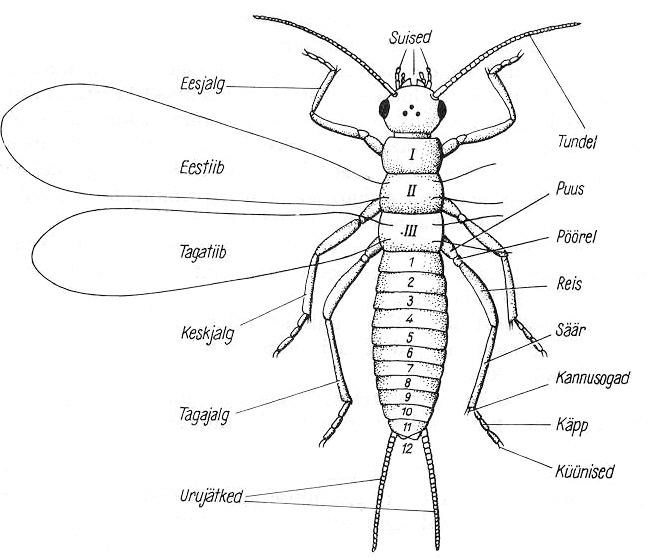 Suised
Eesjalg
Tundel
I
Eestiib
II
Puus
.III
Pöörel
Tagatiib
1
2
Reis
3
4
Keskjalg
5
Säär
6
7
8
Kannusogad
9
Tagajalg
10
Käpp
11
12
Küünised
Urujätked